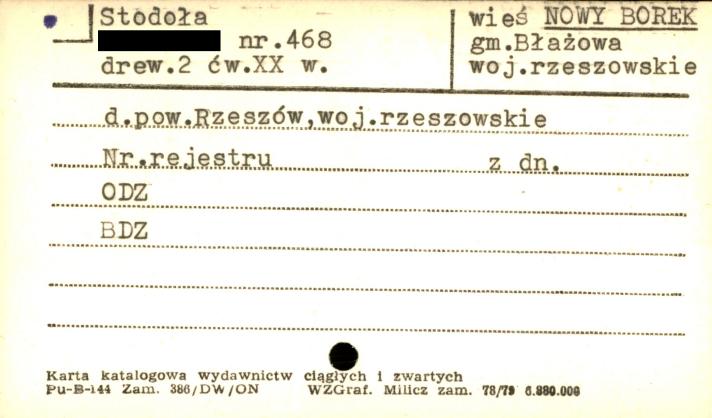 Stodoła
nr.468
drew.2 ćw.XX w.
wieś NOWY BOREK
gm.Błażowa
woj.rzeszowskie
d.pow.Rzeszów,woj.rzeszowskie
Nr.rejestru z dn.
ODZ
BDZ
Karta katalogowa wydawnictw ciągłych i zwartych
Pu-B-144 Zam. 386/DW/ON WZGraf. Milicz zam. 78/79 6.880.000